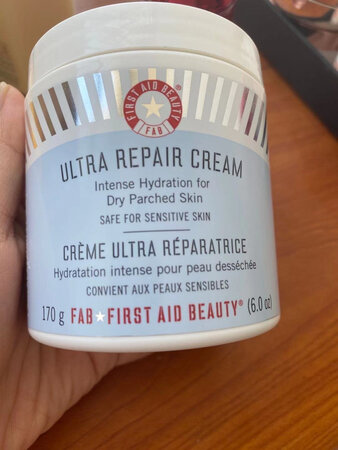 FIRST AID BEAUTY®
FAB
ULTRA REPAIR CREAM
Intense Hydration for
Dry Parched Skin
SAFE FOR SENSITIVE SKIN
CRÈME ULTRA RÉPARATRICE
Hydratation intense pour peau desséchée
CONVIENT AUX PEAUX SENSIBLES
170 g FAB★FIRST AID BEAUTY® (6.0 oz)